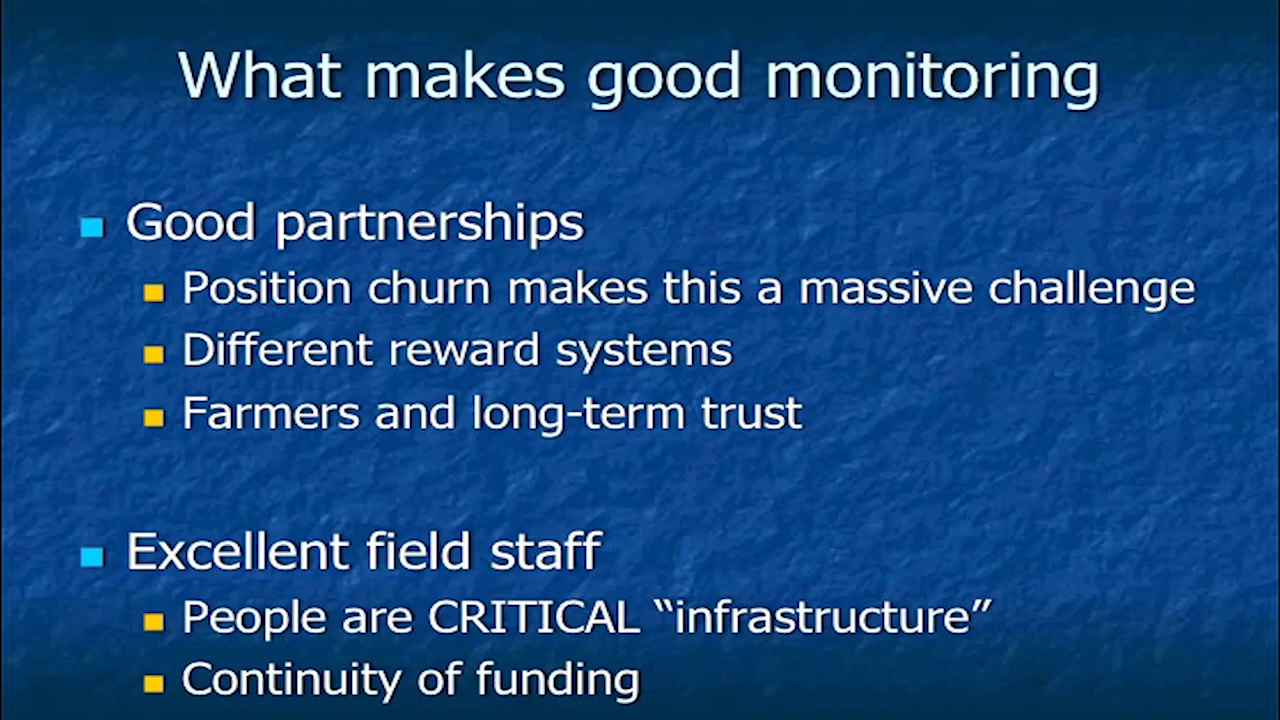 What makes good monitoring
Good partnerships
Position churn makes this a massive challenge
Different reward systems
Farmers and long-term trust
Excellent field staff
People are CRITICAL “infrastructure”
Continuity of funding